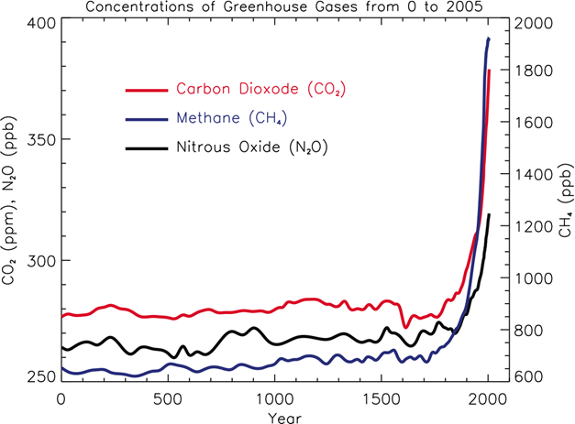 Concentrations of Greenhouse Gases from 0 to 2005
400
350
300
250
CO₂ (ppm), N₂O (ppb)
Carbon Dioxode (CO₂)
Methane (CH₄)
Nitrous Oxide (N₂O)
2000
1800
1600
1400
1200
1000
800
600
CH₄ (ppb)
0
500
1000
1500
2000
Year